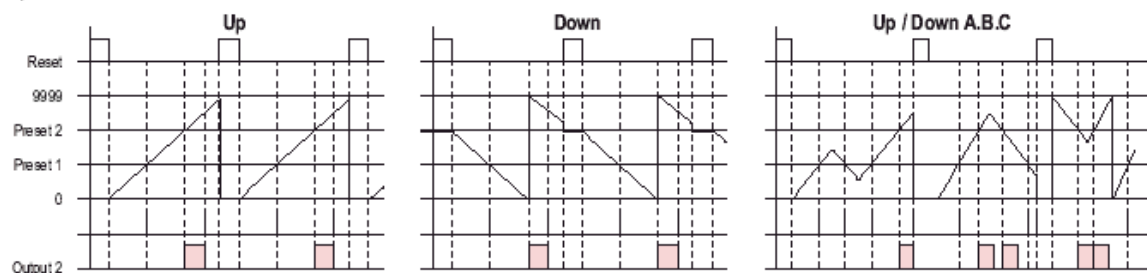 Up
Down
Up / Down A.B.C
Reset
9999
Preset 2
Preset 1
0
Output 2